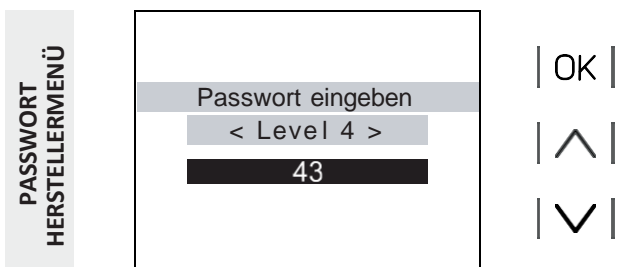 PASSWORT
HERSTELLERMENÜ
Passwort eingeben
< Level 4 >
43
OK